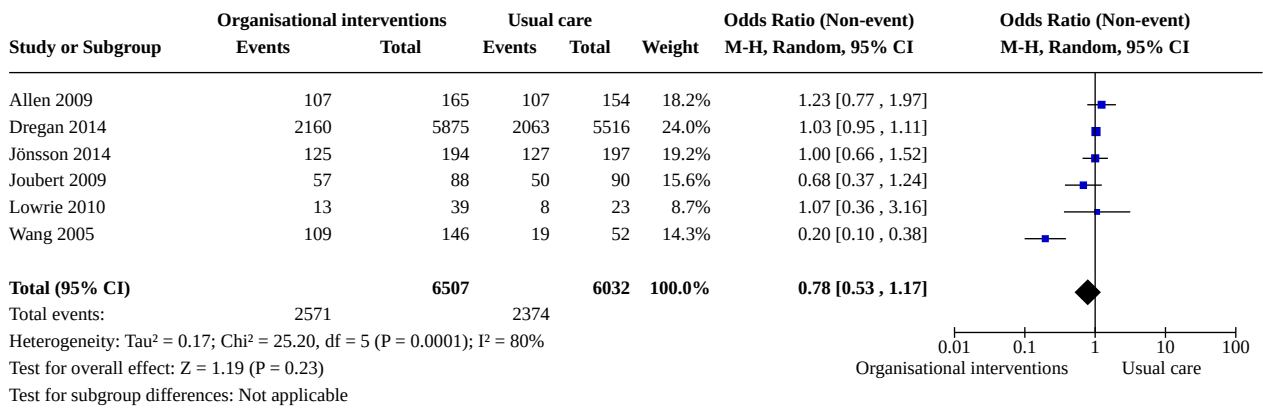 Organisational interventions Usual care Odds Ratio (Non-event) Odds Ratio (Non-event)
Study or Subgroup Events Total Events Total Weight M-H, Random, 95% CI M-H, Random, 95% CI
Allen 2009 107 165 107 154 18.2% 1.23 [0.77 , 1.97]
Dregan 2014 2160 5875 2063 5516 24.0% 1.03 [0.95 , 1.11]
Jönsson 2014 125 194 127 197 19.2% 1.00 [0.66 , 1.52]
Joubert 2009 57 88 50 90 15.6% 0.68 [0.37 , 1.24]
Lowrie 2010 13 39 8 23 8.7% 1.07 [0.36 , 3.16]
Wang 2005 109 146 19 52 14.3% 0.20 [0.10 , 0.38]
Total (95% CI) 6507 6032 100.0% 0.78 [0.53 , 1.17]
Total events: 2571 2374
Heterogeneity: Tau² = 0.17; Chi² = 25.20, df = 5 (P = 0.0001); I² = 80%
0.01 0.1 1 10 100
Test for overall effect: Z = 1.19 (P = 0.23)
Organisational interventions Usual care
Test for subgroup differences: Not applicable